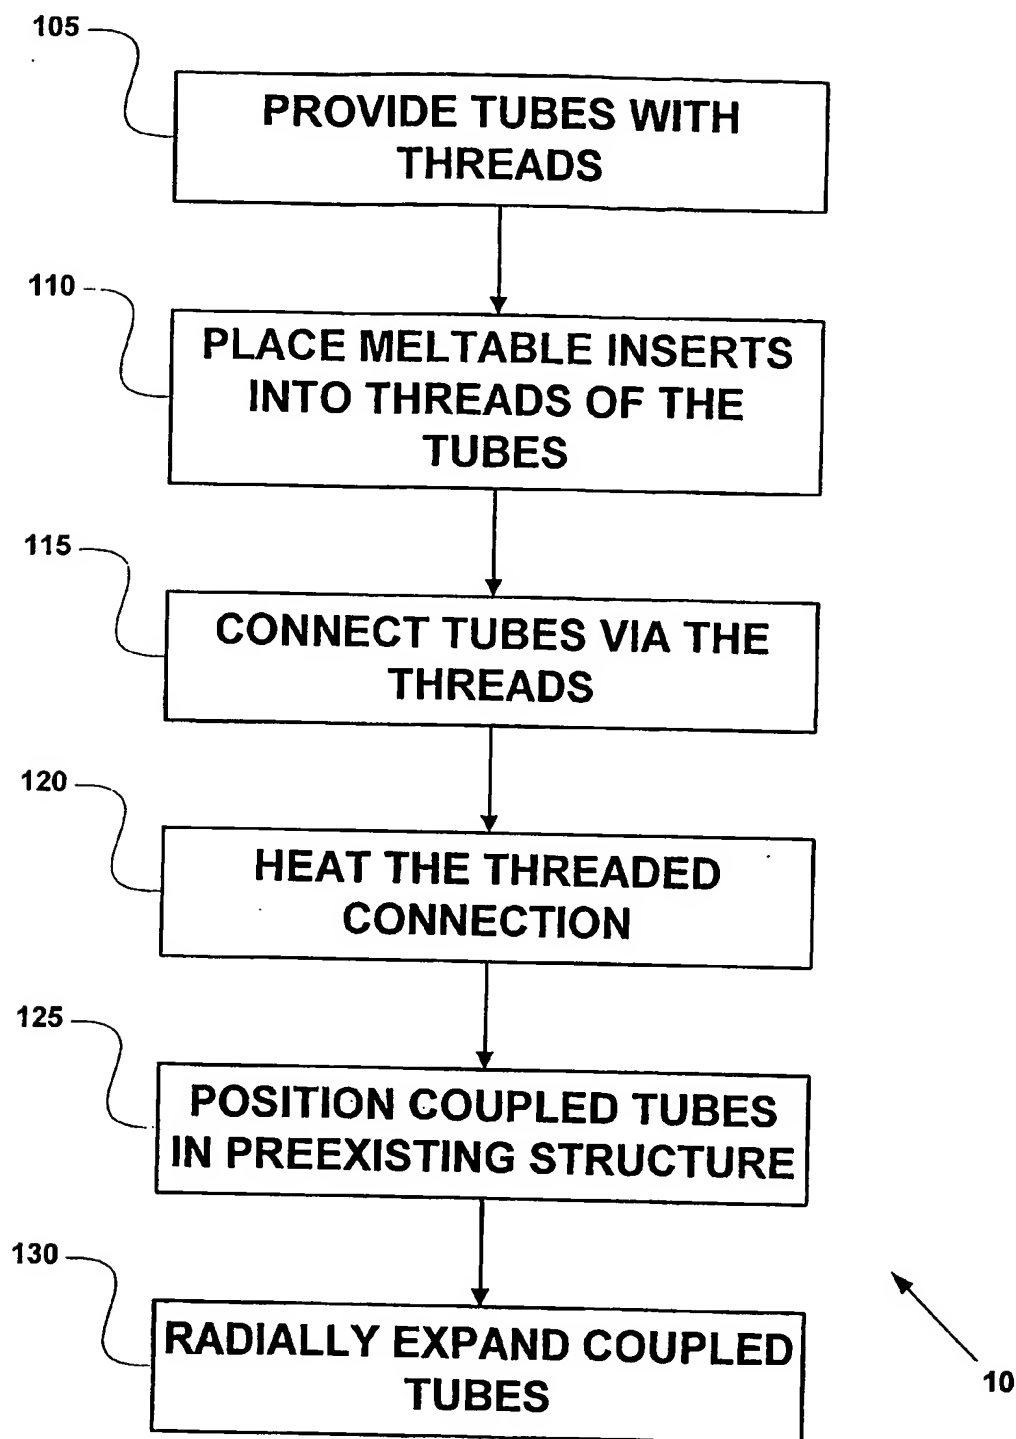 105
PROVIDE TUBES WITH
THREADS
110
PLACE MELTABLE INSERTS
INTO THREADS OF THE
TUBES
115
CONNECT TUBES VIA THE
THREADS
120
HEAT THE THREADED
CONNECTION
125
POSITION COUPLED TUBES
IN PREEXISTING STRUCTURE
130
RADIALLY EXPAND COUPLED
TUBES
10